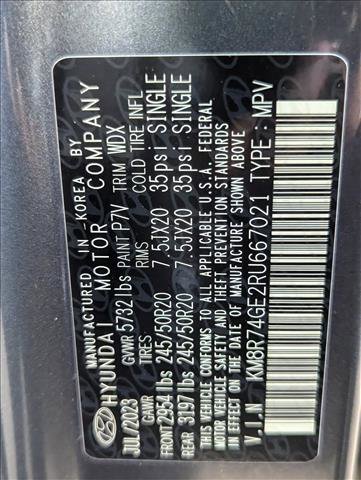 MANUFACTURED IN KOREA BY
HYUNDAI MOTOR COMPANY
JUL/2023 GVWR 5732 lbs PAINT P7V TRIM WDX
GAWR TIRES RIMS COLD TIRE INFL
FRONT 2954 lbs 245/50R20 7.5JX20 35psi SINGLE
REAR 3197 lbs 245/50R20 7.5JX20 35psi SINGLE
THIS VEHICLE CONFORMS TO ALL APPLICABLE U.S.A. FEDERAL
MOTOR VEHICLE SAFETY AND THEFT PREVENTION STANDARDS
IN EFFECT ON THE DATE OF MANUFACTURE SHOWN ABOVE
V.I.N : KM8R74GE2RU667021 TYPE : MPV